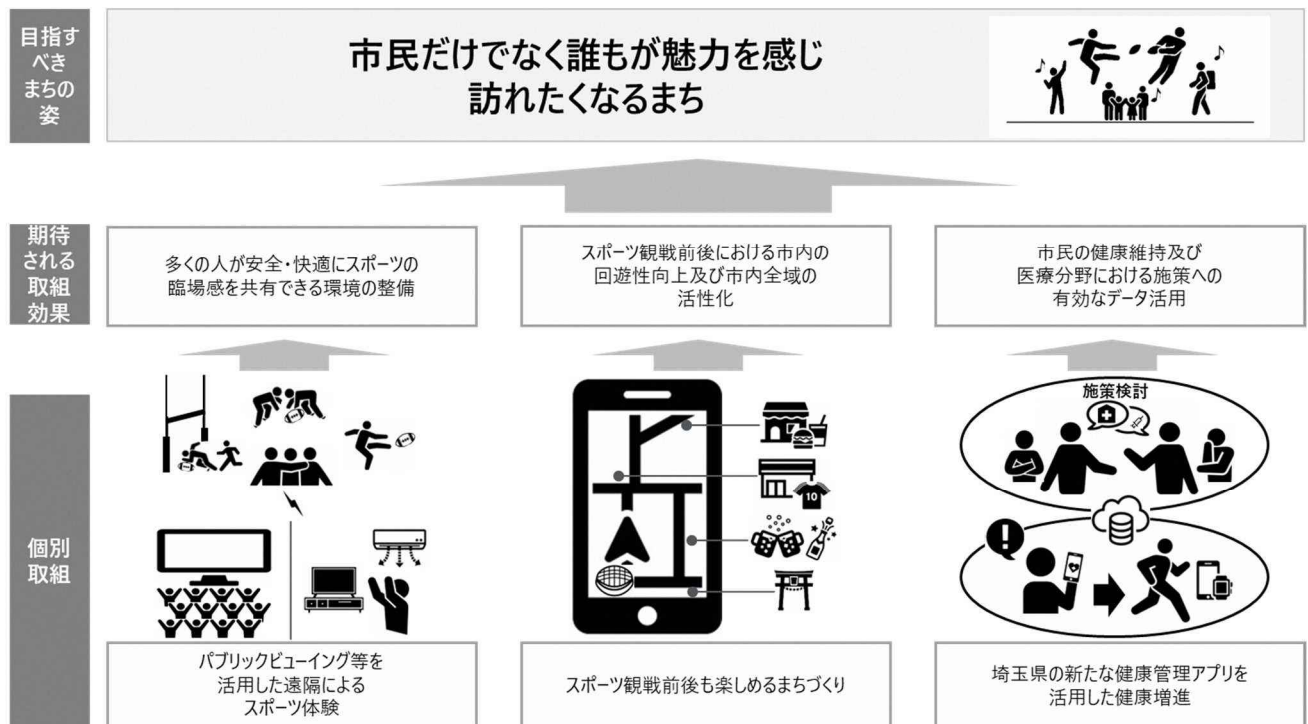 目指す
べき
まちの
姿
市民だけでなく誰もが魅力を感じ
訪れたくなるまち
期待
される
取組
効果
多くの人が安全・快適にスポーツの
臨場感を共有できる環境の整備
スポーツ観戦前後における市内の
回遊性向上及び市内全域の
活性化
市民の健康維持及び
医療分野における施策への
有効なデータ活用
個別
取組
10
施策検討
パブリックビューイング等を
活用した遠隔による
スポーツ体験
スポーツ観戦前後も楽しめるまちづくり
埼玉県の新たな健康管理アプリを
活用した健康増進